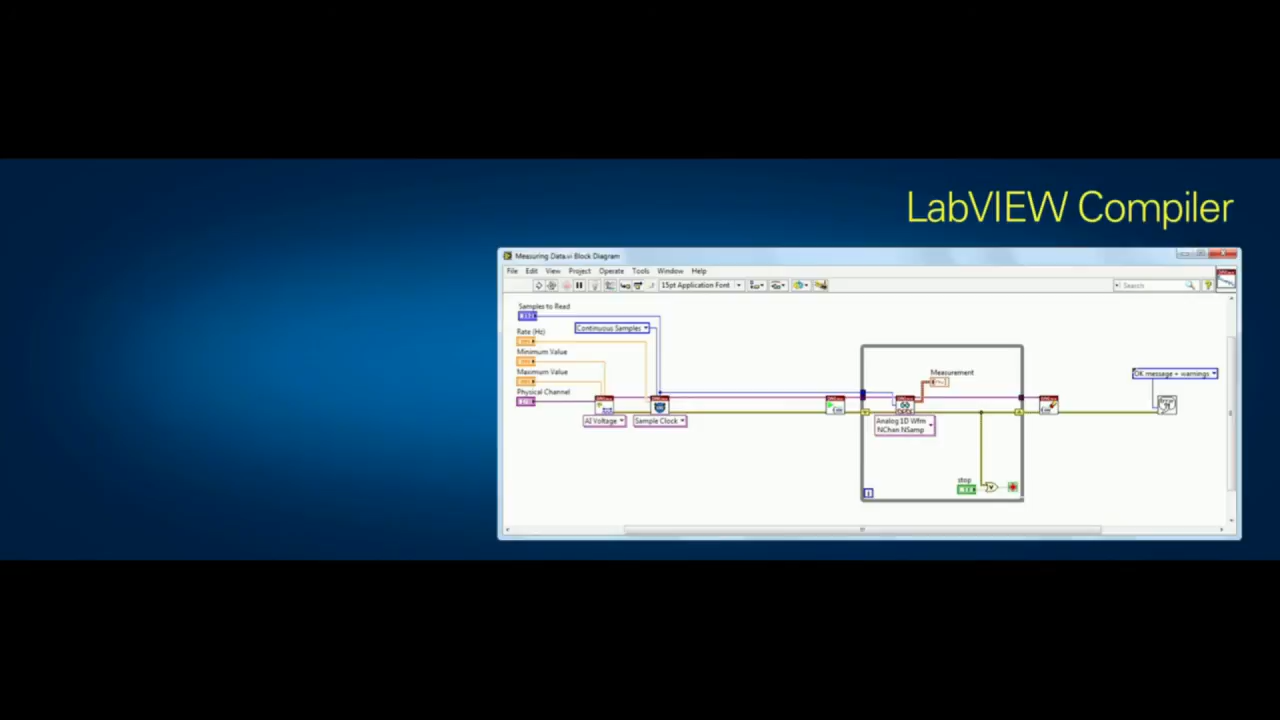 LabVIEW Compiler
Measuring Data.vi Block Diagram
File Edit View Project Operate Tools Window Help
15pt Application Font
Search
Samples to Read
Continuous Samples
Rate (Hz)
Minimum Value
Maximum Value
Physical Channel
AI Voltage
Sample Clock
Measurement
Analog 1D Wfm
NChan NSamp
stop
OK message + warnings